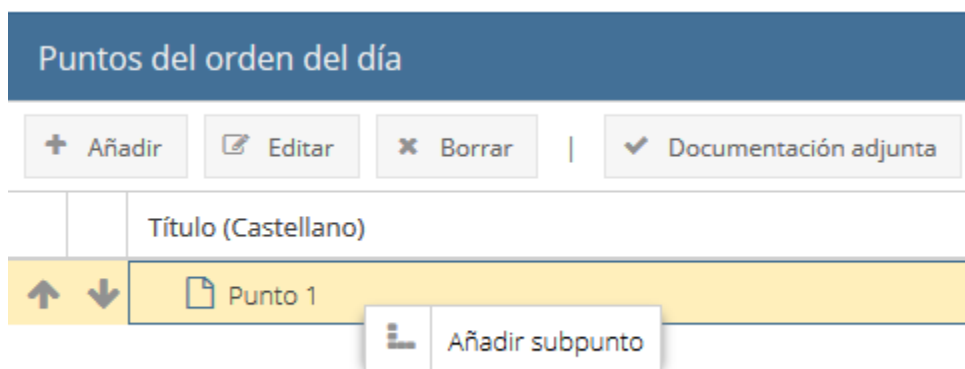 Puntos del orden del día
Añadir Editar Borrar | Documentación adjunta
Título (Castellano)
Punto 1
Añadir subpunto